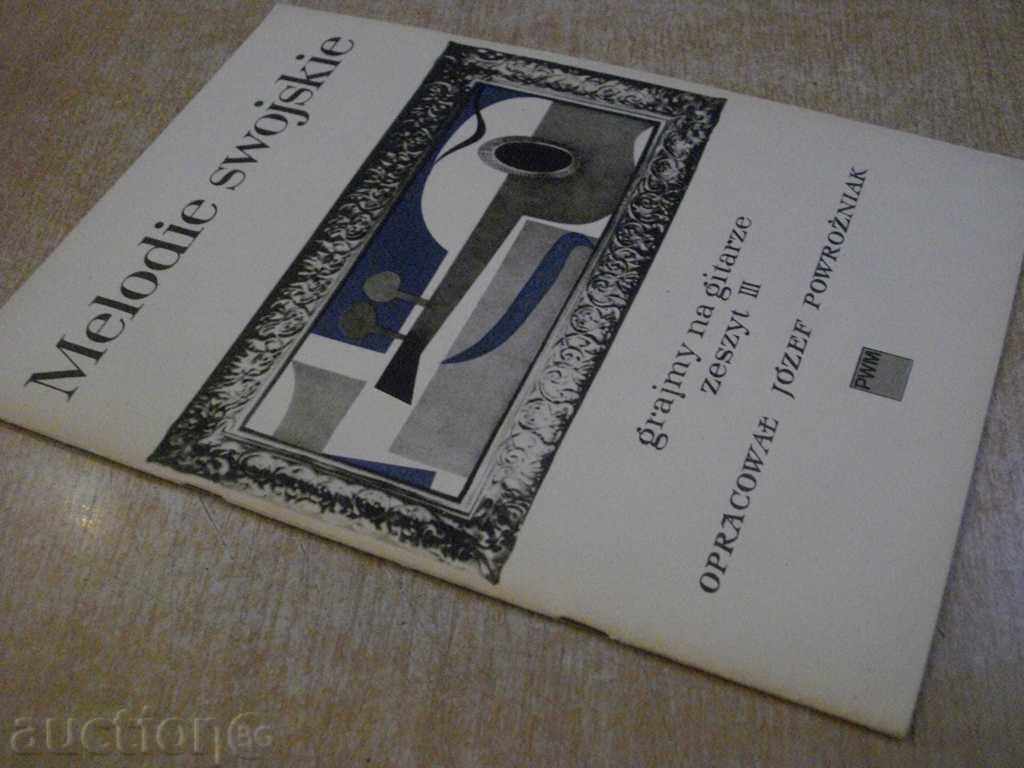 Melodie swojskie
grajmy na gitarze
zeszyt III
OPRACOWAŁ JÓZEF POWROŹNIAK
PWM
auction BG